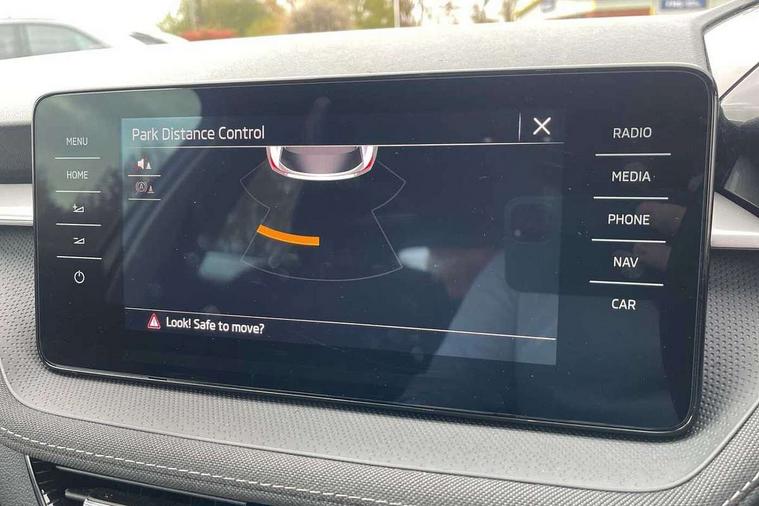 Park Distance Control
MENU
HOME
Look! Safe to move?
RADIO
MEDIA
PHONE
NAV
CAR